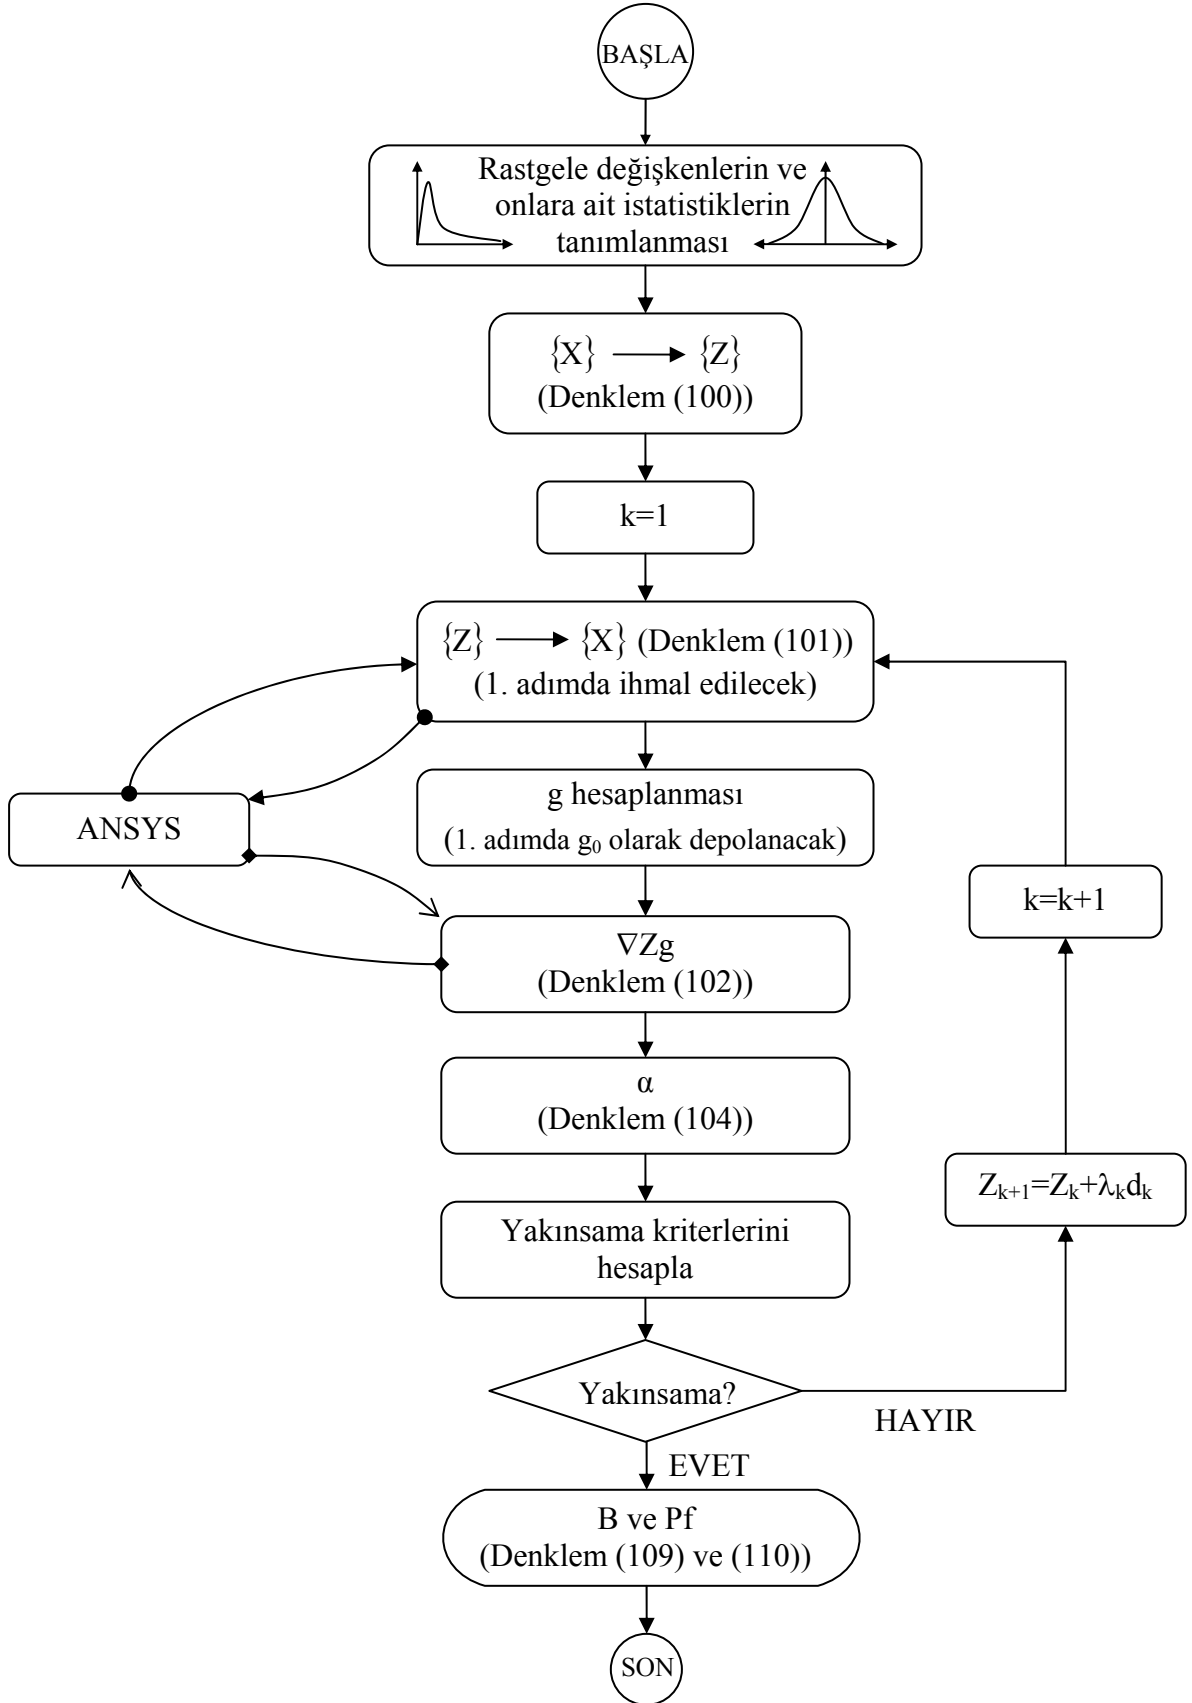 BAŞLA
Rastgele değişkenlerin ve
onlara ait istatistiklerin
tanımlanması
{X} → {Z}
(Denklem (100))
k=1
{Z} → {X} (Denklem (101))
(1. adımda ihmal edilecek)
g hesaplanması
(1. adımda g₀ olarak depolanacak)
ANSYS
k=k+1
∇Zg
(Denklem (102))
α
(Denklem (104))
Zₖ₊₁=Zₖ+λₖdₖ
Yakınsama kriterlerini
hesapla
Yakınsama?
HAYIR
EVET
B ve Pf
(Denklem (109) ve (110))
SON